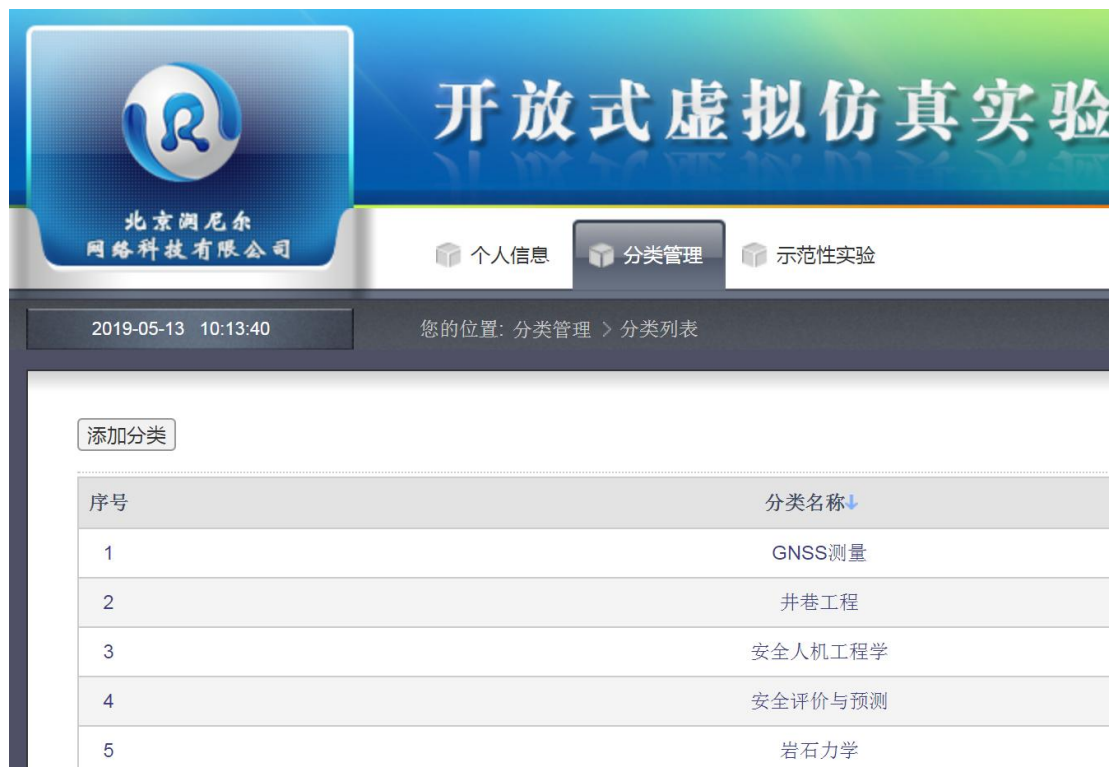 开放式虚拟仿真实验
北京润尼尔
网络科技有限公司
个人信息 分类管理 示范性实验
2019-05-13 10:13:40 您的位置: 分类管理 > 分类列表
添加分类
序号 分类名称↓
1 GNSS测量
2 井巷工程
3 安全人机工程学
4 安全评价与预测
5 岩石力学